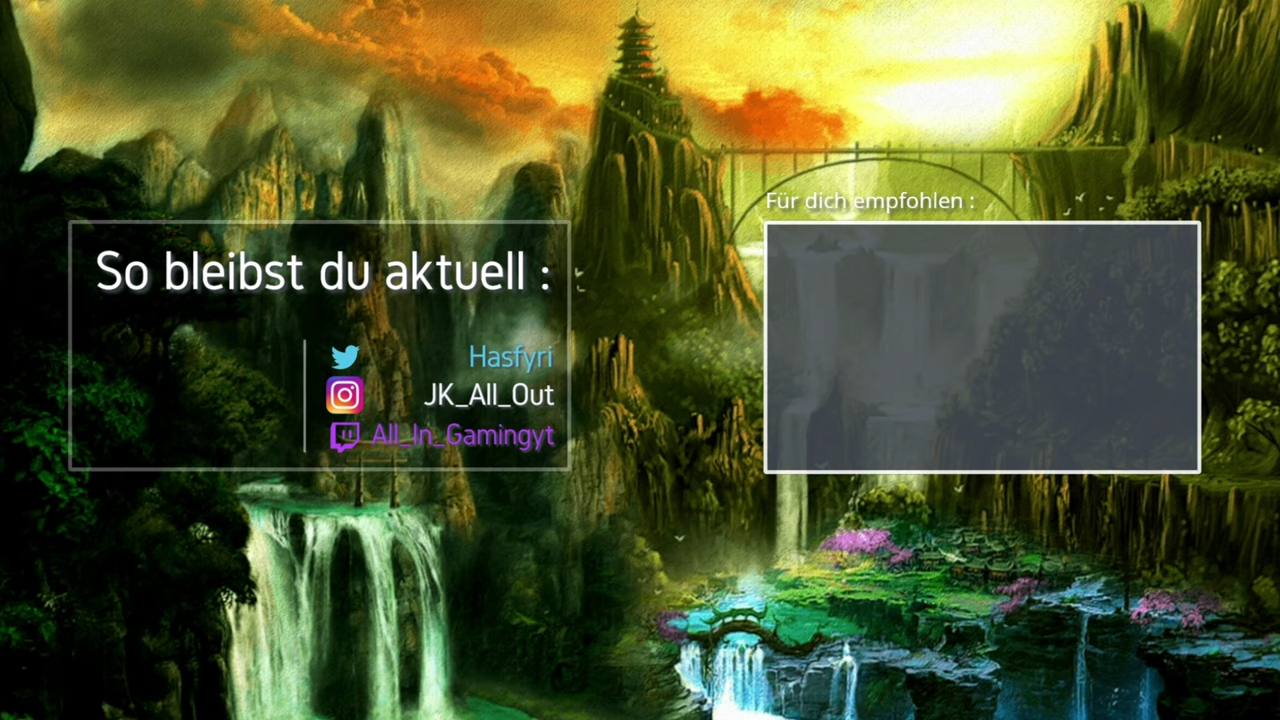 So bleibst du aktuell :
Hasfyri
JK_All_Out
All_In_Gamingyt
Für dich empfohlen :